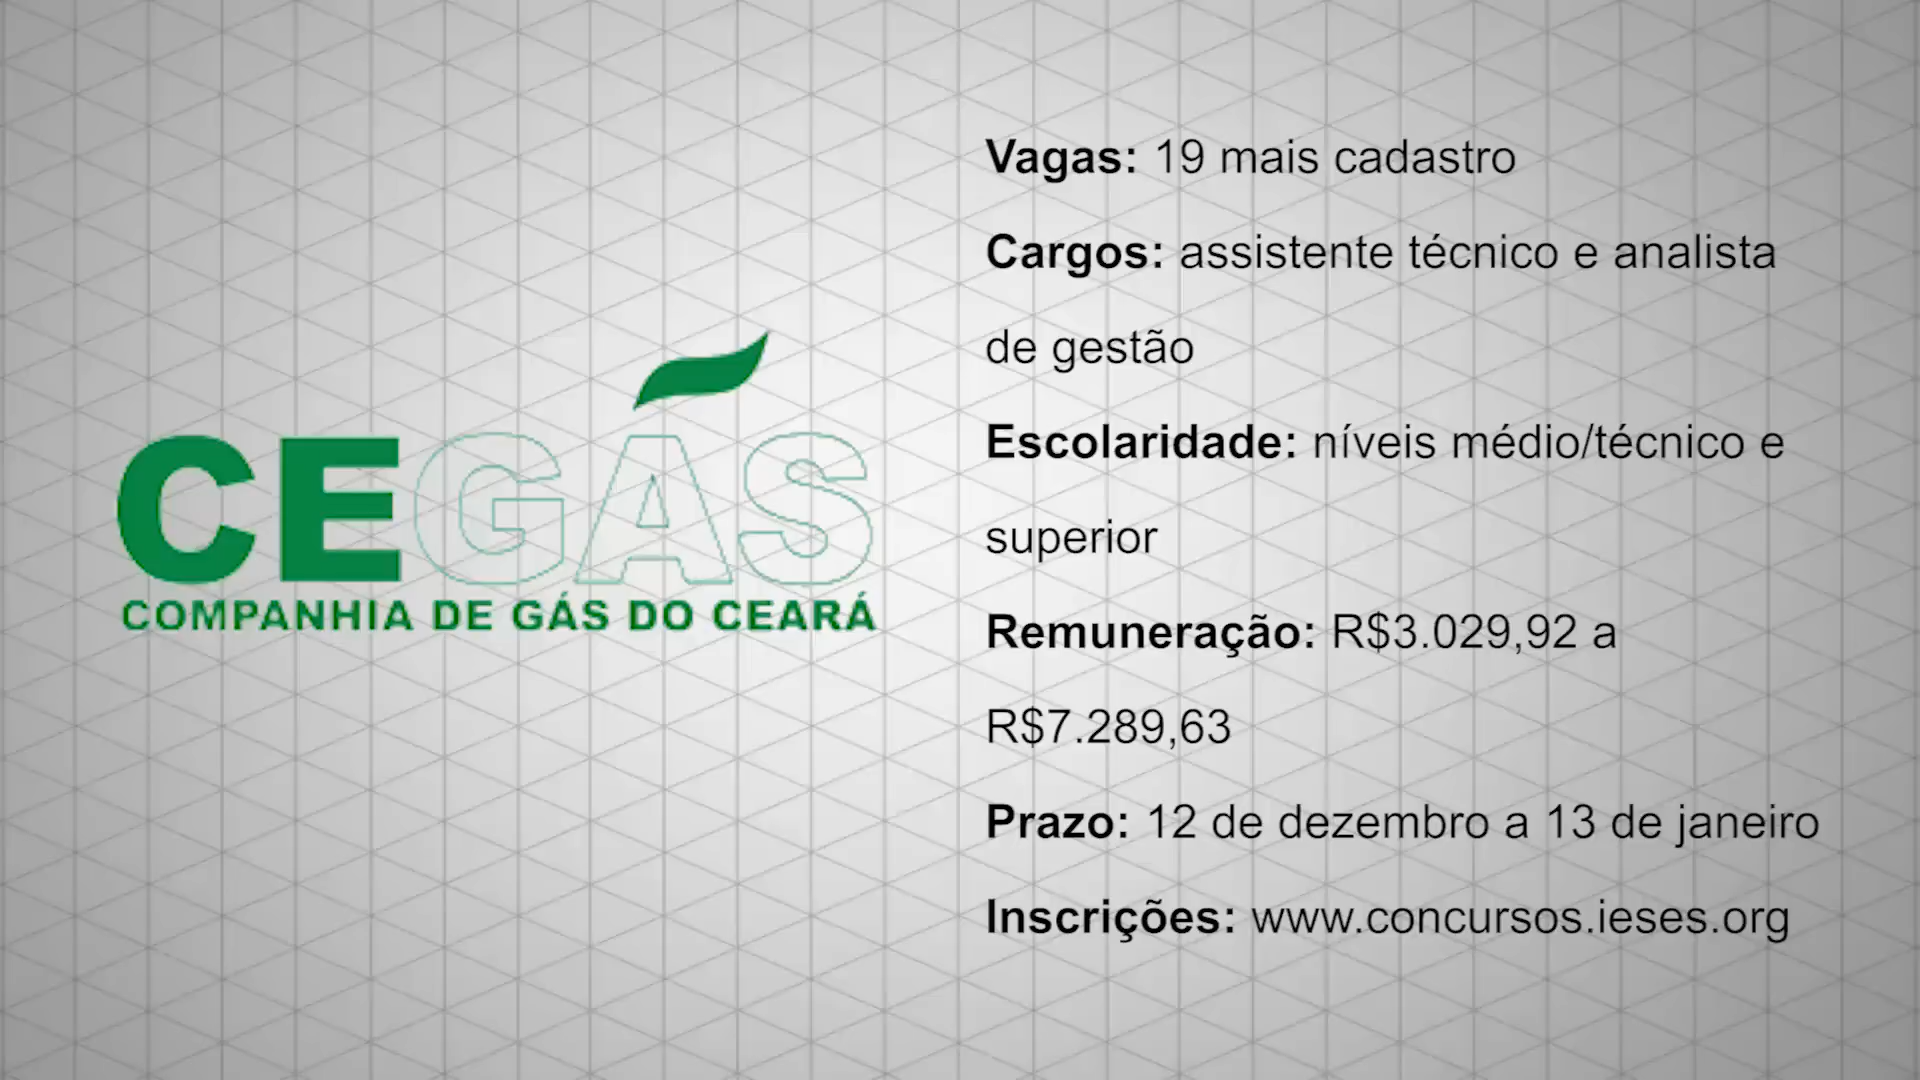 CEGÁS
COMPANHIA DE GÁS DO CEARÁ
Vagas: 19 mais cadastro
Cargos: assistente técnico e analista
de gestão
Escolaridade: níveis médio/técnico e
superior
Remuneração: R$3.029,92 a
R$7.289,63
Prazo: 12 de dezembro a 13 de janeiro
Inscrições: www.concursos.ieses.org